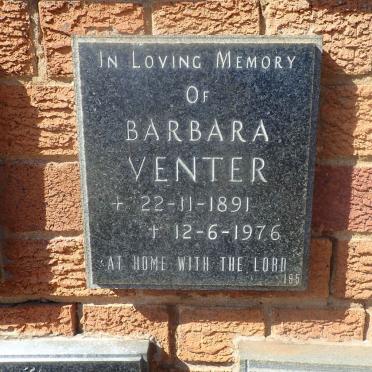 In Loving Memory
Of
BARBARA
VENTER
+ 22-11-1891
+ 12-6-1976
AT HOME WITH THE LORD
195